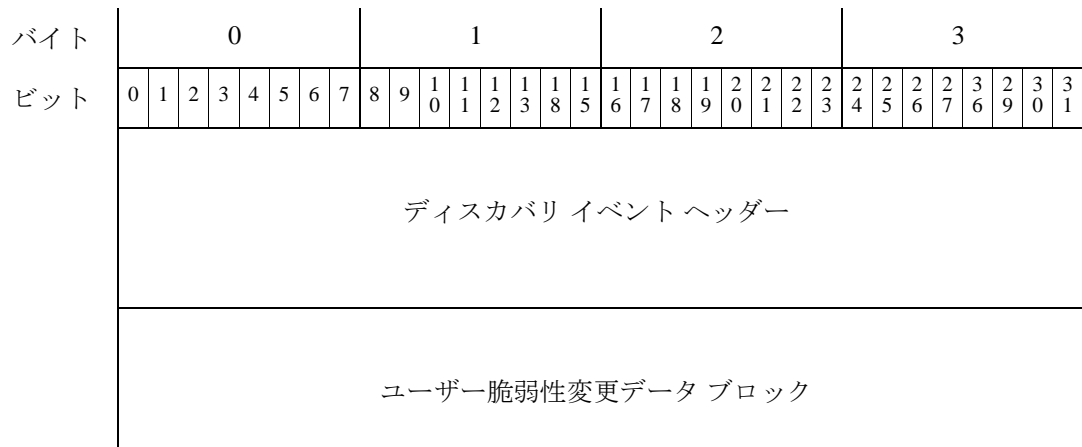 バイト 0 1 2 3
ビット 0 1 2 3 4 5 6 7 8 9 10 11 12 13 18 15 16 17 18 19 20 21 22 23 24 25 26 27 36 29 30 31
ディスカバリ イベント ヘッダー
ユーザー脆弱性変更データ ブロック